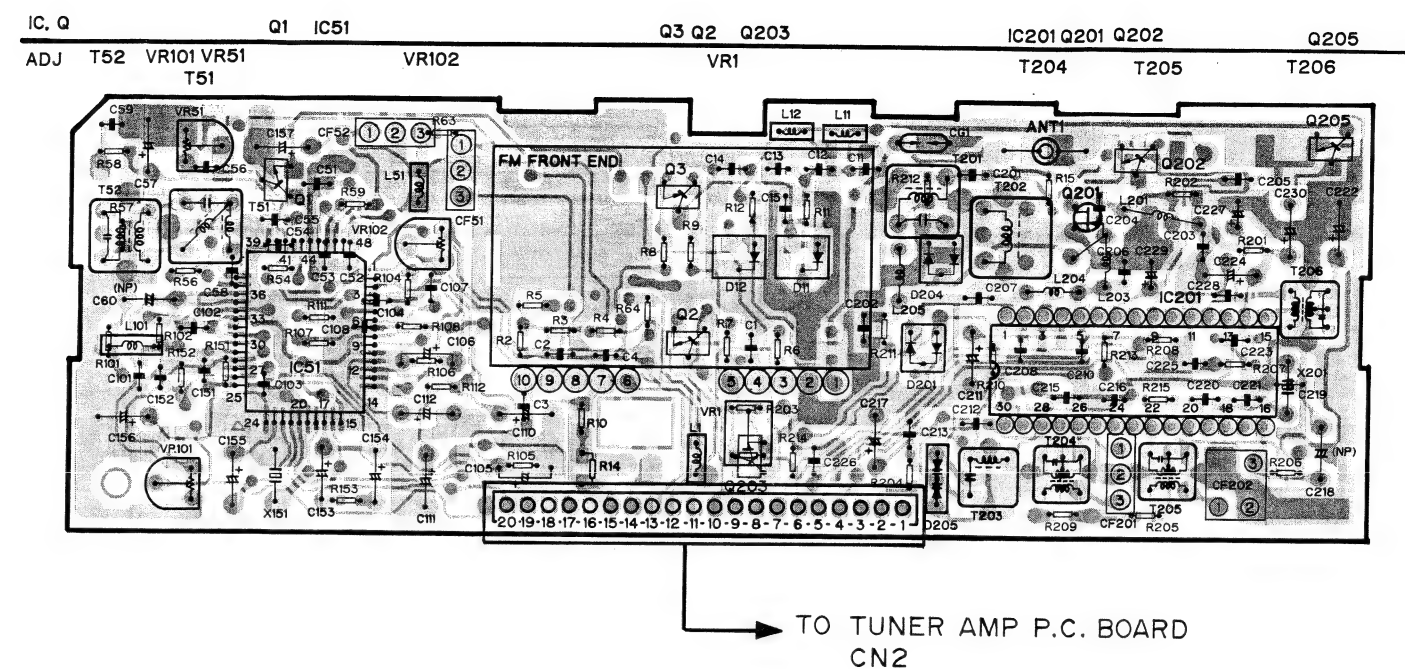 IC, Q Q1 IC51 Q3 Q2 Q203 IC201 Q201 Q202 Q205
ADJ T52 VR101 VR51 VR102 VR1 T204 T205 T206
T51
L12 L11
C59 VR51 C157 CF52 1 2 3 R63 CG1 ANT1 Q205
R58 C57 C56 C51 L51 1 2 3 FM FRONT END Q3 C14 C13 C12 C11 T201 Q202
T52 R57 T51 Q1 R59 CF51 R212 C201 T202 R15 Q201 R202 C205 C230 C222
C55 C54 VR102 R12 C15 R11 R9 R8 L201 C204 C203 C227
39 41 44 48 C206 C229 R201
R56 C58 R54 C53 C52 R104 C107 D12 D11 D204 C224 T206
(NP) C60 36 3 C104 R5 R64 C202 C207 L204 L203 C228 IC201
L101 C102 R102 33 R111 C108 6 R108 C106 R2 R3 R4 Q2 R7 C1 R6 L205 R211
R101 R152 R151 30 R107 9 C2 C4 1 3 5 7 9 11 13 15
C101 27 IC51 12 R106 R112 D201 R210 C208 C210 R213 R208 C225 C223 R207 X201
C152 C151 25 C103 14 10 9 8 7 6 5 4 3 2 1 C211 C215 C216 R215 C220 C221 C219
C156 24 20 17 15 C112 C3 C110 VR1 R203 C217 C212 30 28 26 24 22 20 18 16
C155 C154 R10 L1 R214 C213 T204 1 2 3 (NP)
VR101 C105 R105 R14 C226 R204 3 R206
X151 C153 R153 C111 Q203 T205 CF202 1 2 C218
20 -19 -18 -17 -16 -15 -14 -13 -12 -11 -10 -9 -8 -7 -6 -5 -4 -3 -2 -1 D205 T203 R209 CF201 R205
TO TUNER AMP P.C. BOARD
CN2